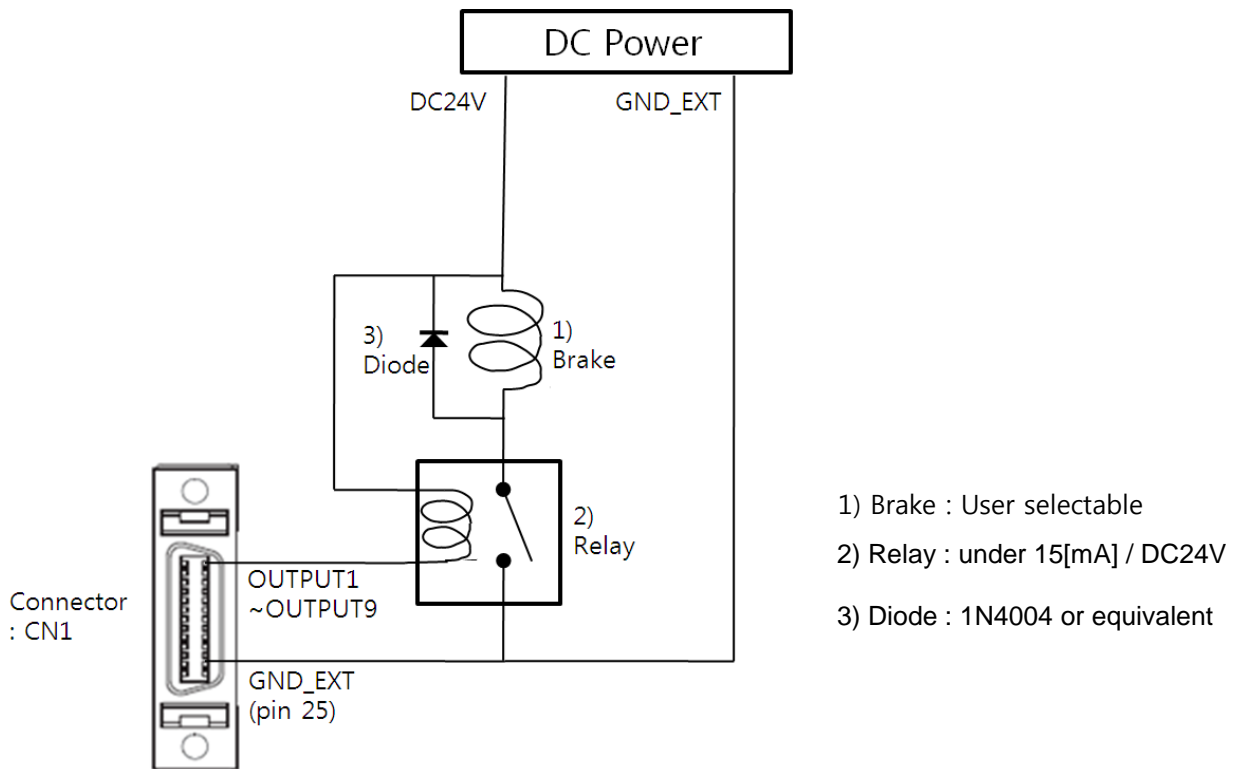 DC Power
DC24V
GND_EXT
3)
Diode
1)
Brake
2)
Relay
OUTPUT1
~OUTPUT9
Connector
: CN1
GND_EXT
(pin 25)
1) Brake : User selectable
2) Relay : under 15[mA] / DC24V
3) Diode : 1N4004 or equivalent